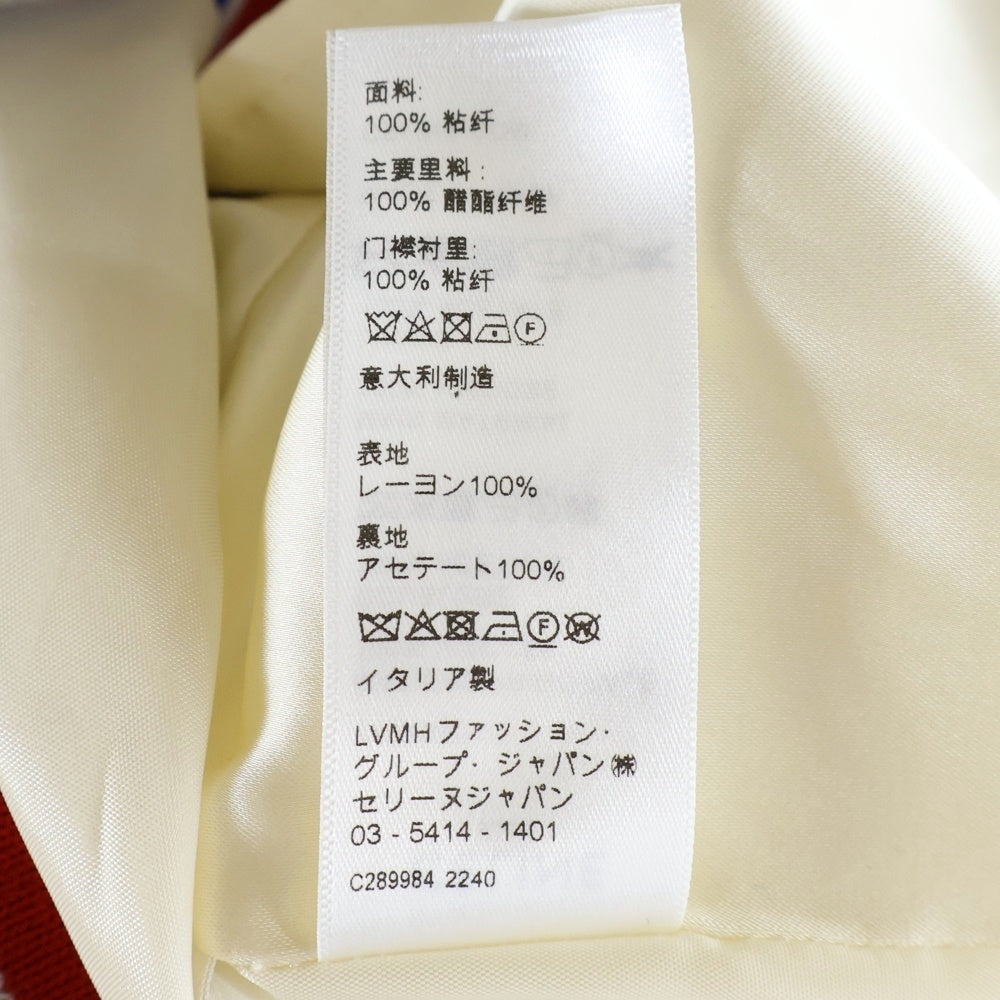 面料:
100% 粘纤
主要里料 :
100% 醋酯纤维
门襟衬里:
100% 粘纤
F
意大利制造
表地
レーヨン100%
裏地
アセテート100%
F W
イタリア製
LVMHファッション·
グループ· ジャパン㈱
セリーヌジャパン
03 - 5414 - 1401
C289984 2240